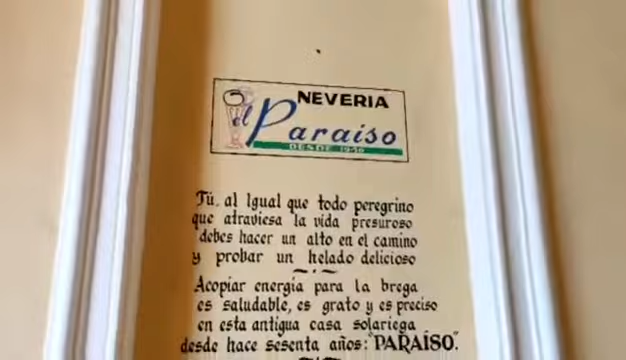 NEVERIA
el Paraiso
DESDE
Tú, al Igual que todo peregrino
que atraviesa la vida presuroso
debes hacer un alto en el camino
y probar un helado delicioso
Acopiar energía para la brega
es saludable, es grato y es preciso
en esta antigua casa solariega
desde hace sesenta años: "PARAÍSO".